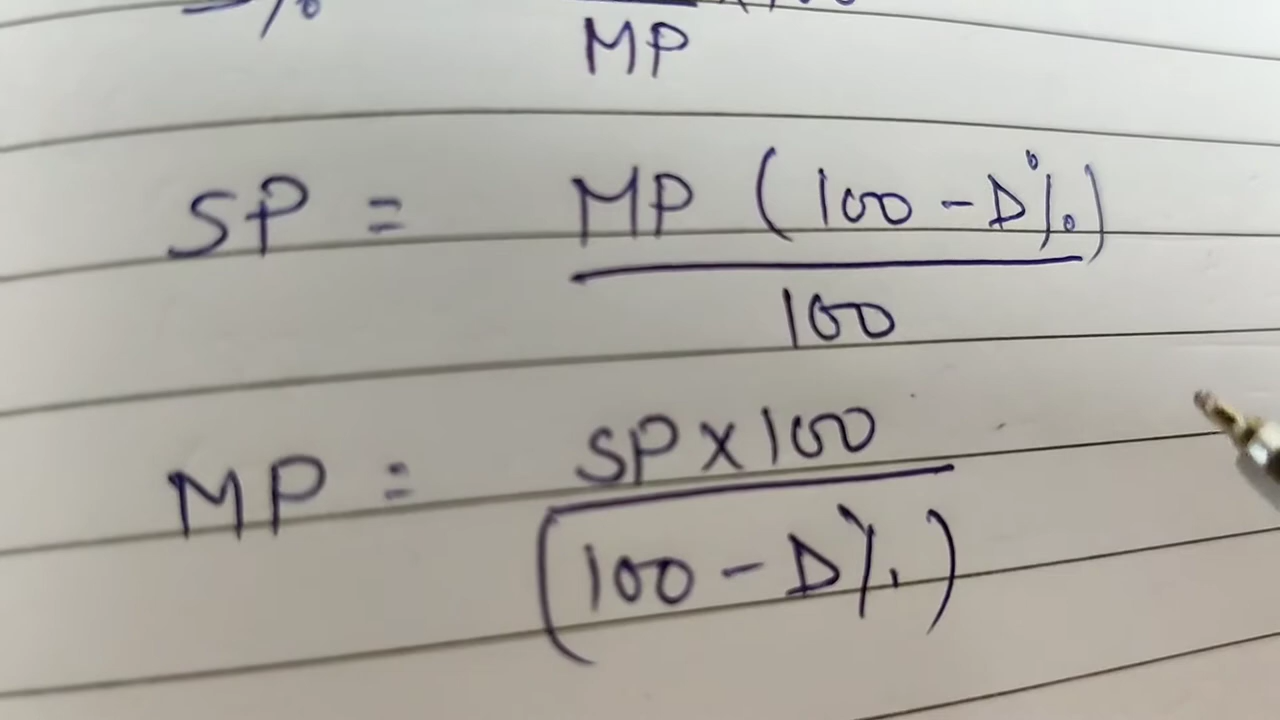 MP
SP = MP (100 - D%)
100
MP = SP x 100
(100 - D%)